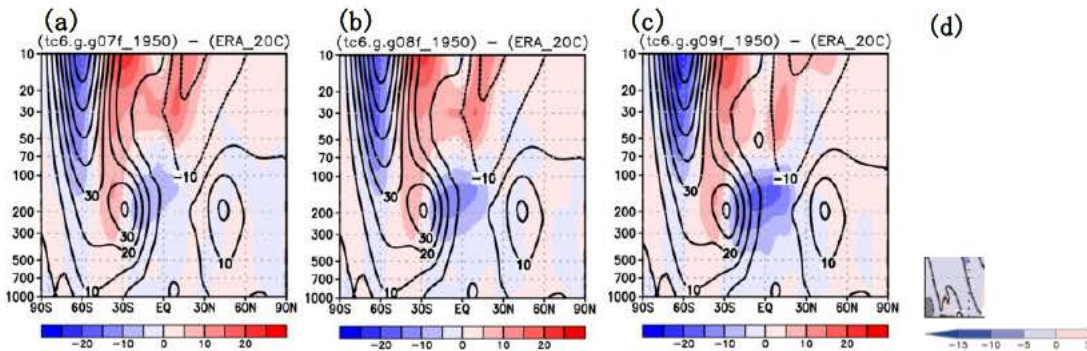 (a) (b) (c) (d)
(tc6.g.g07f_1950) − (ERA_20C) (tc6.g.g08f_1950) − (ERA_20C) (tc6.g.g09f_1950) − (ERA_20C)
10 10 10
20 20 20
30 30 30
50 50 50
70 70 70
100 −10 100 −10 100 −10
30 30 30
200 200 200
300 30 300 30 300 30
20 10 20 10 20 10
500 500 500
700 700 700
10 10 10
1000 1000 1000
90S 60S 30S EQ 30N 60N 90N 90S 60S 30S EQ 30N 60N 90N 90S 60S 30S EQ 30N 60N 90N
−20 −10 0 10 20 −20 −10 0 10 20 −20 −10 0 10 20 −15 −10 −5 0